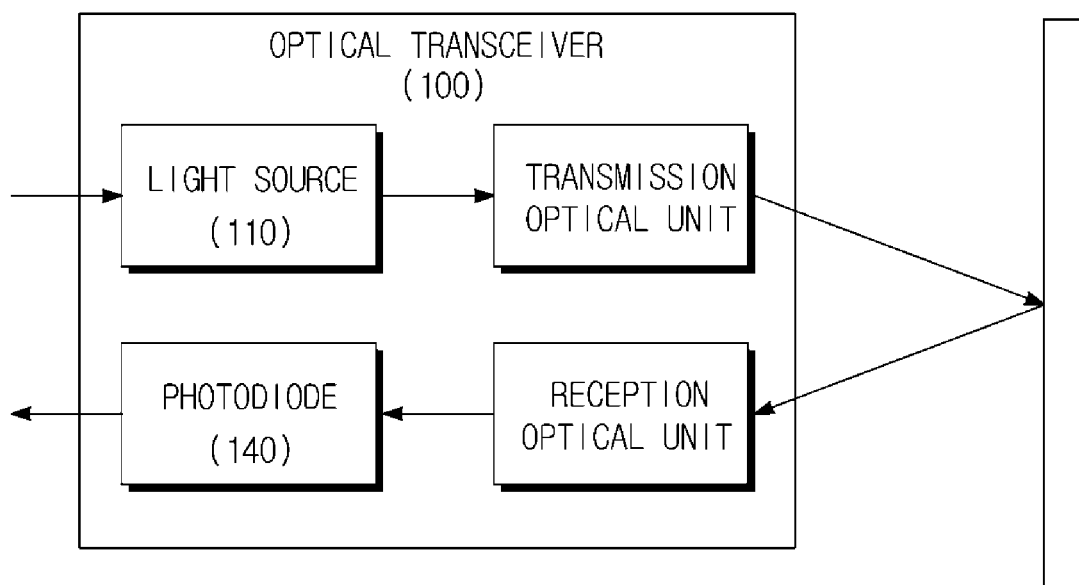 OPTICAL TRANSCEIVER
(100)
LIGHT SOURCE
(110)
TRANSMISSION
OPTICAL UNIT
PHOTODIODE
(140)
RECEPTION
OPTICAL UNIT